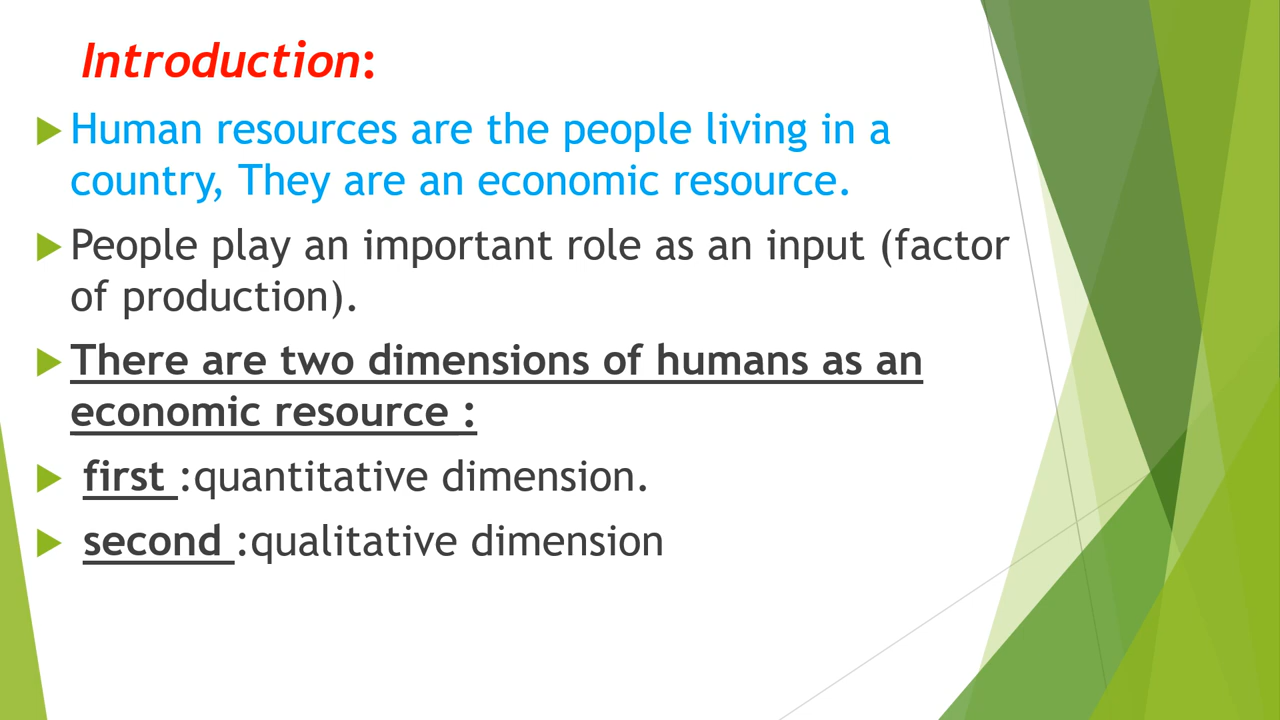 Introduction:
Human resources are the people living in a
country, They are an economic resource.
People play an important role as an input (factor
of production).
There are two dimensions of humans as an
economic resource :
first :quantitative dimension.
second :qualitative dimension